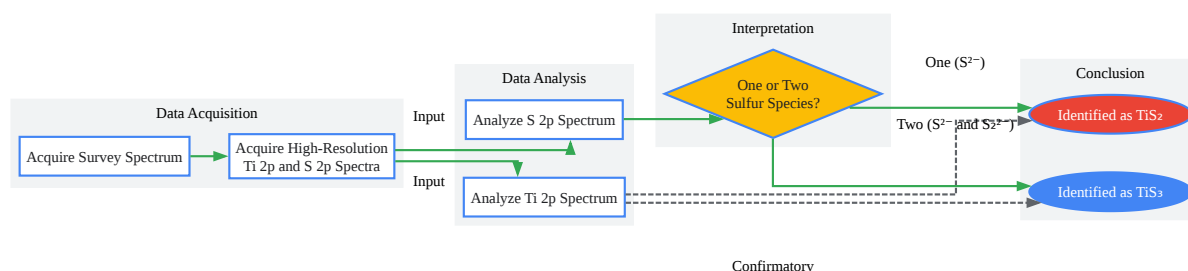 Interpretation
One (S²⁻)
Data Analysis
Conclusion
Data Acquisition
One or Two
Sulfur Species?
Input
Analyze S 2p Spectrum
Identified as TiS₂
Two (S²⁻ and S₂²⁻)
Acquire Survey Spectrum
Acquire High-Resolution
Ti 2p and S 2p Spectra
Input
Analyze Ti 2p Spectrum
Identified as TiS₃
Confirmatory